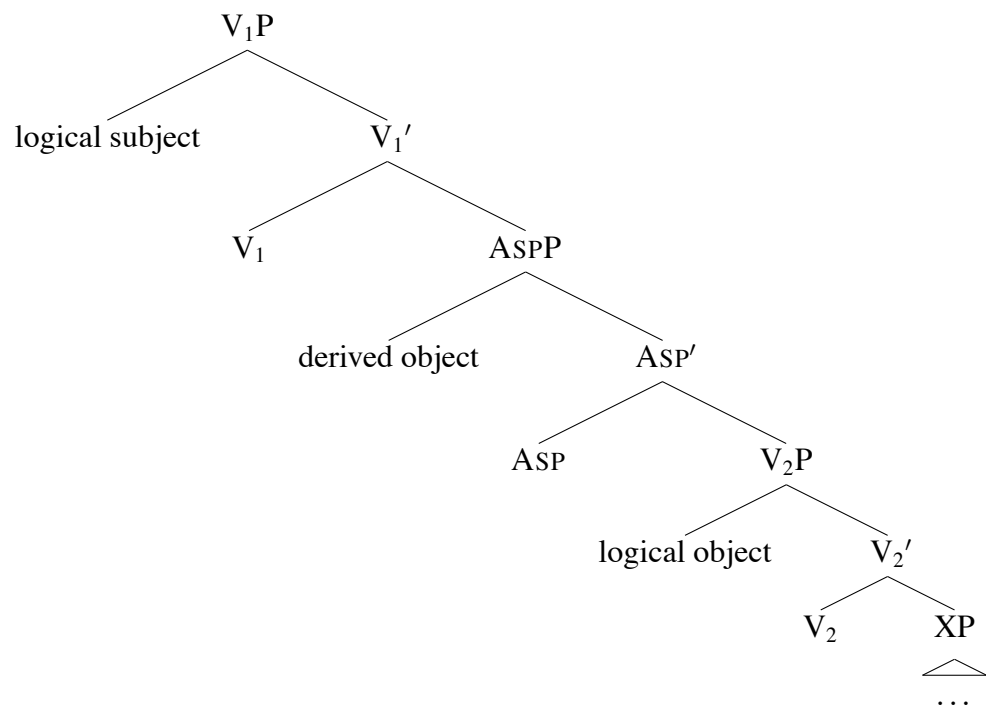 V₁P
logical subject V₁′
V₁ ASPP
derived object ASP′
ASP V₂P
logical object V₂′
V₂ XP
...